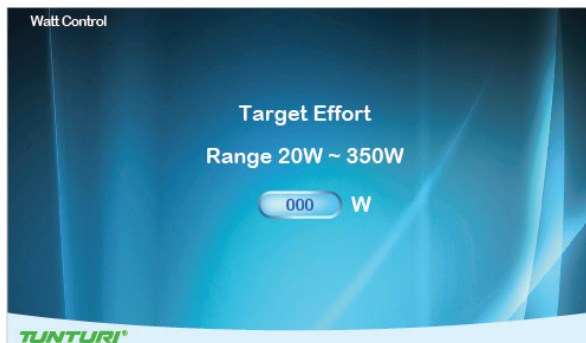 Watt Control
Target Effort
Range 20W ~ 350W
000 W
TUNTURI®